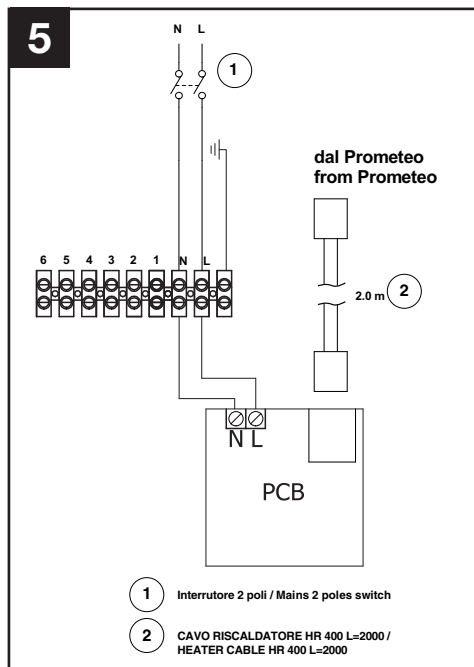 5
N L
1
dal Prometeo
from Prometeo
6 5 4 3 2 1 N L
2.0 m
2
N L
PCB
1 Interrutore 2 poli / Mains 2 poles switch
2 CAVO RISCALDATORE HR 400 L=2000 /
HEATER CABLE HR 400 L=2000